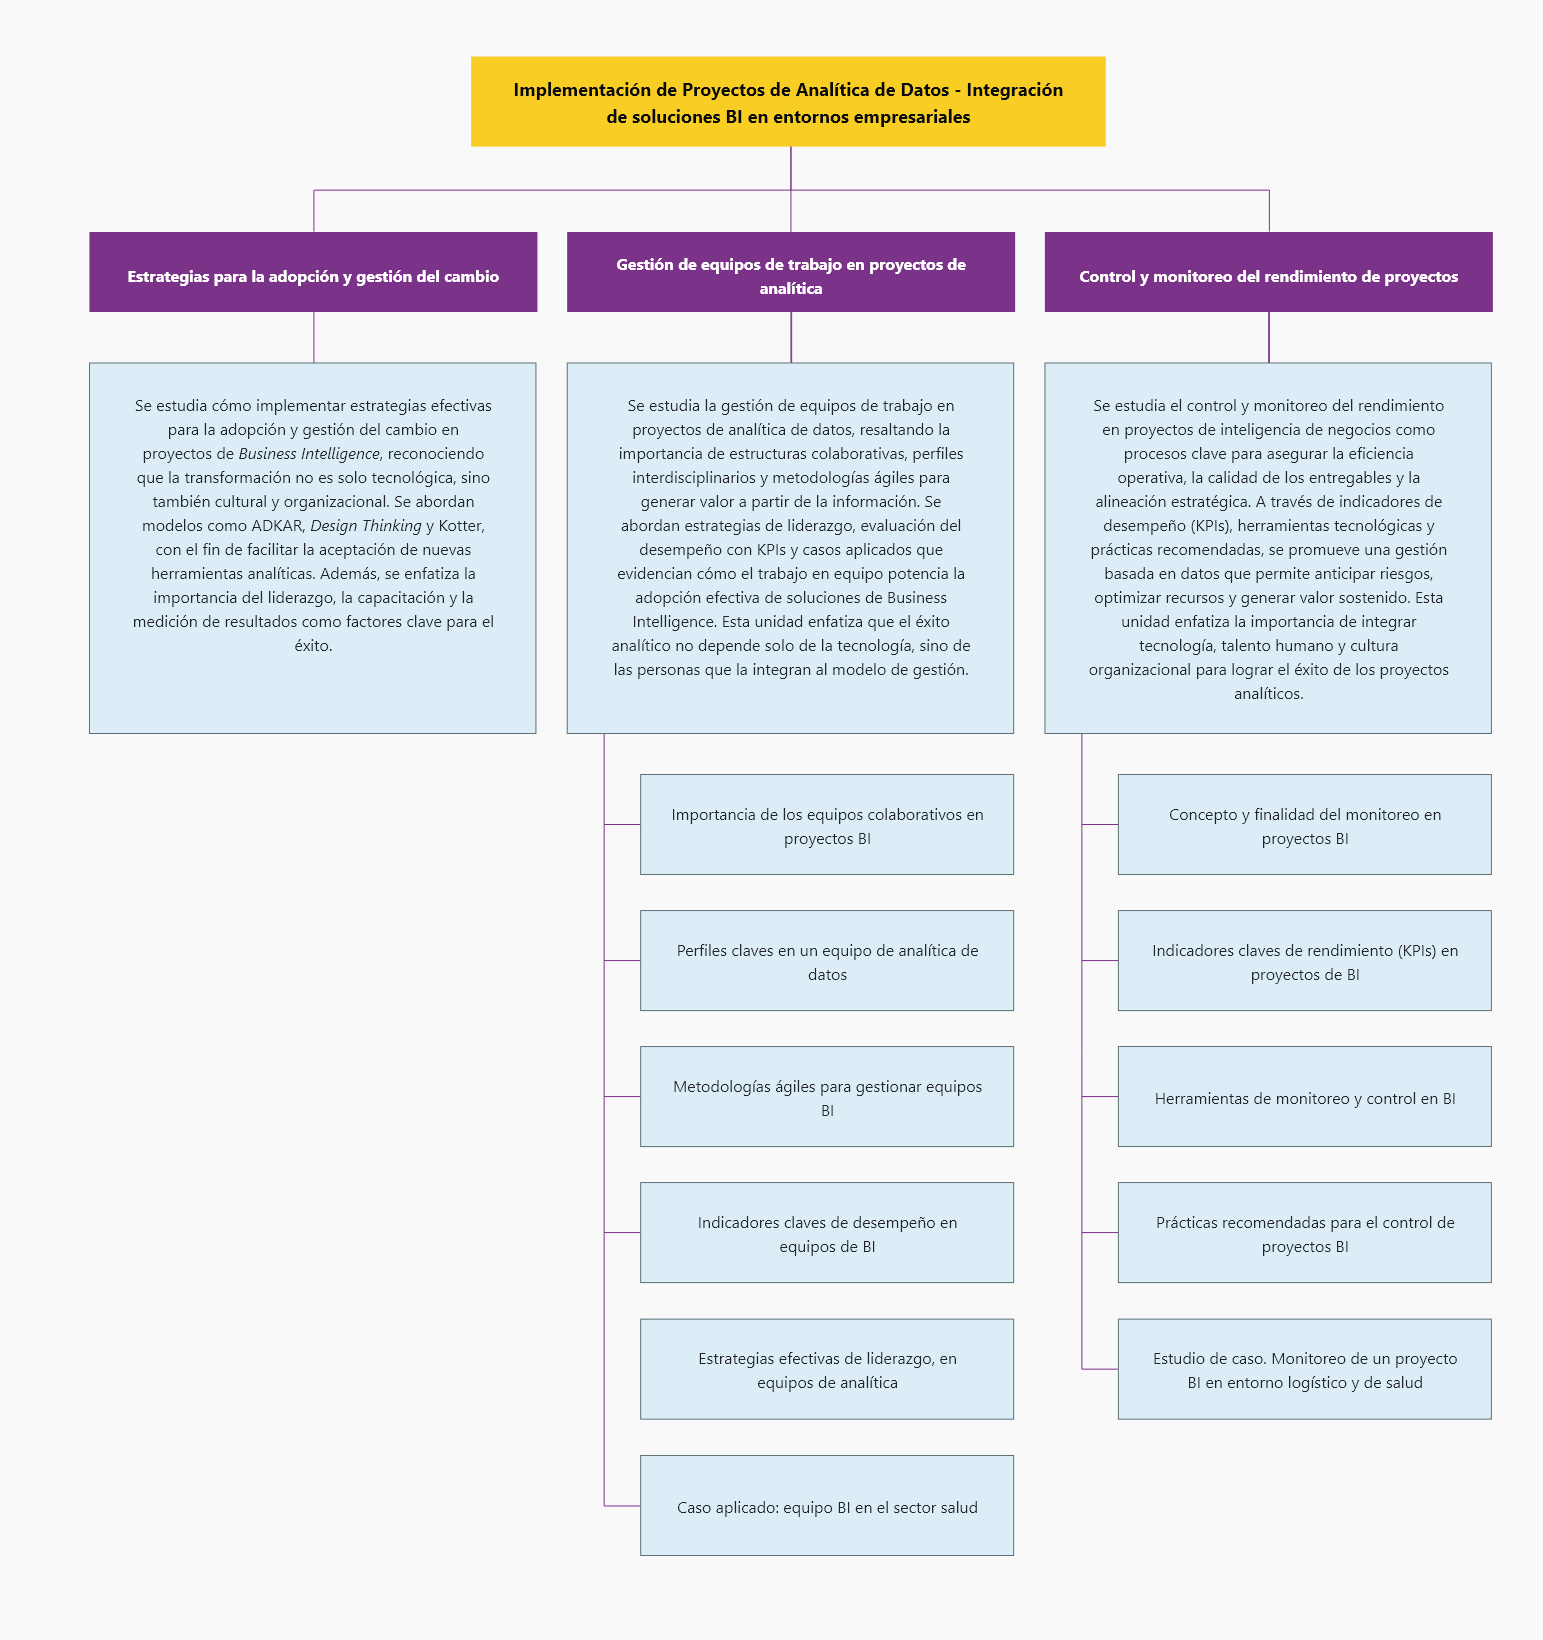 Implementación de Proyectos de Analítica de Datos - Integración
de soluciones BI en entornos empresariales
Estrategias para la adopción y gestión del cambio
Se estudia cómo implementar estrategias efectivas
para la adopción y gestión del cambio en
proyectos de Business Intelligence, reconociendo
que la transformación no es solo tecnológica, sino
también cultural y organizacional. Se abordan
modelos como ADKAR, Design Thinking y Kotter,
con el fin de facilitar la aceptación de nuevas
herramientas analíticas. Además, se enfatiza la
importancia del liderazgo, la capacitación y la
medición de resultados como factores clave para el
éxito.
Gestión de equipos de trabajo en proyectos de
analítica
Se estudia la gestión de equipos de trabajo en
proyectos de analítica de datos, resaltando la
importancia de estructuras colaborativas, perfiles
interdisciplinarios y metodologías ágiles para
generar valor a partir de la información. Se
abordan estrategias de liderazgo, evaluación del
desempeño con KPIs y casos aplicados que
evidencian cómo el trabajo en equipo potencia la
adopción efectiva de soluciones de Business
Intelligence. Esta unidad enfatiza que el éxito
analítico no depende solo de la tecnología, sino de
las personas que la integran al modelo de gestión.
Importancia de los equipos colaborativos en
proyectos BI
Perfiles claves en un equipo de analítica de
datos
Metodologías ágiles para gestionar equipos
BI
Indicadores claves de desempeño en
equipos de BI
Estrategias efectivas de liderazgo, en
equipos de analítica
Caso aplicado: equipo BI en el sector salud
Control y monitoreo del rendimiento de proyectos
Se estudia el control y monitoreo del rendimiento
en proyectos de inteligencia de negocios como
procesos clave para asegurar la eficiencia
operativa, la calidad de los entregables y la
alineación estratégica. A través de indicadores de
desempeño (KPIs), herramientas tecnológicas y
prácticas recomendadas, se promueve una gestión
basada en datos que permite anticipar riesgos,
optimizar recursos y generar valor sostenido. Esta
unidad enfatiza la importancia de integrar
tecnología, talento humano y cultura
organizacional para lograr el éxito de los proyectos
analíticos.
Concepto y finalidad del monitoreo en
proyectos BI
Indicadores claves de rendimiento (KPIs) en
proyectos de BI
Herramientas de monitoreo y control en BI
Prácticas recomendadas para el control de
proyectos BI
Estudio de caso. Monitoreo de un proyecto
BI en entorno logístico y de salud